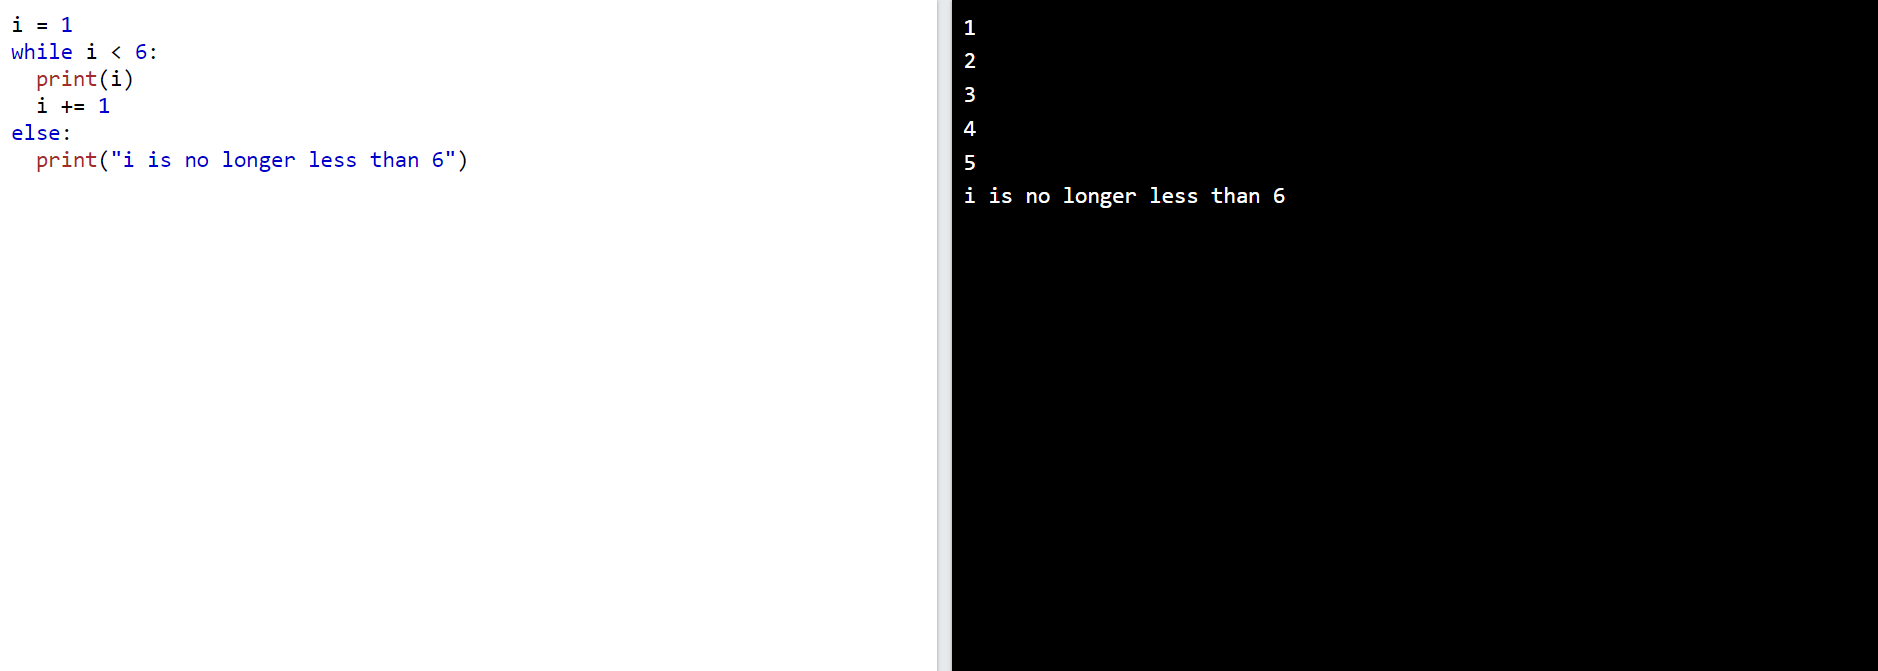 i = 1
while i < 6:
  print(i)
  i += 1
else:
  print("i is no longer less than 6")
1
2
3
4
5
i is no longer less than 6